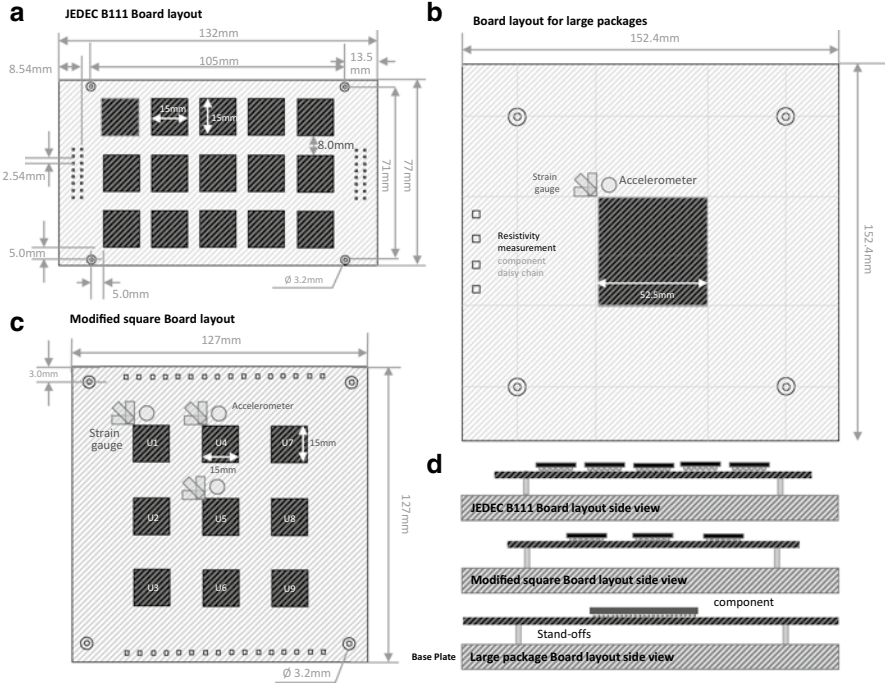 a
JEDEC B111 Board layout
132mm
8.54mm
105mm
13.5
mm
15mm
15mm
8.0mm
71mm
77mm
2.54mm
5.0mm
5.0mm
Ø 3.2mm
b
Board layout for large packages
152.4mm
Strain
gauge
Accelerometer
Resistivity
measurement
component
daisy chain
52.5mm
152.4mm
c
Modified square Board layout
127mm
3.0mm
Accelerometer
Strain
gauge
U1
U4
U7
15mm
15mm
U2
U5
U8
U3
U6
U9
127mm
Ø 3.2mm
d
JEDEC B111 Board layout side view
Modified square Board layout side view
component
Stand-offs
Base Plate
Large package Board layout side view